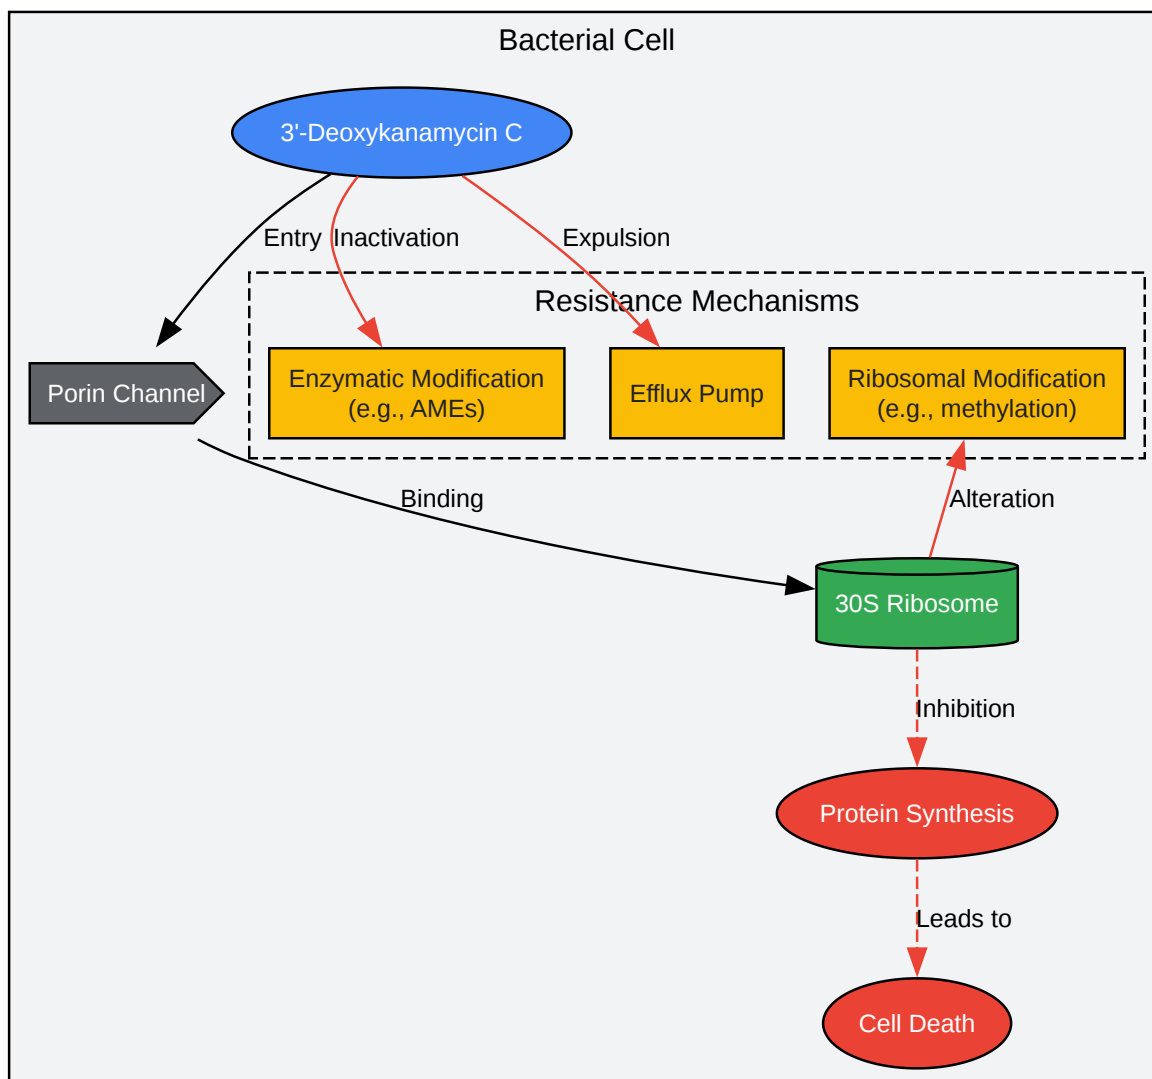 Bacterial Cell
3'-Deoxykanamycin C
Entry
Inactivation
Expulsion
Resistance Mechanisms
Porin Channel
Enzymatic Modification
(e.g., AMEs)
Efflux Pump
Ribosomal Modification
(e.g., methylation)
Binding
Alteration
30S Ribosome
Inhibition
Protein Synthesis
Leads to
Cell Death